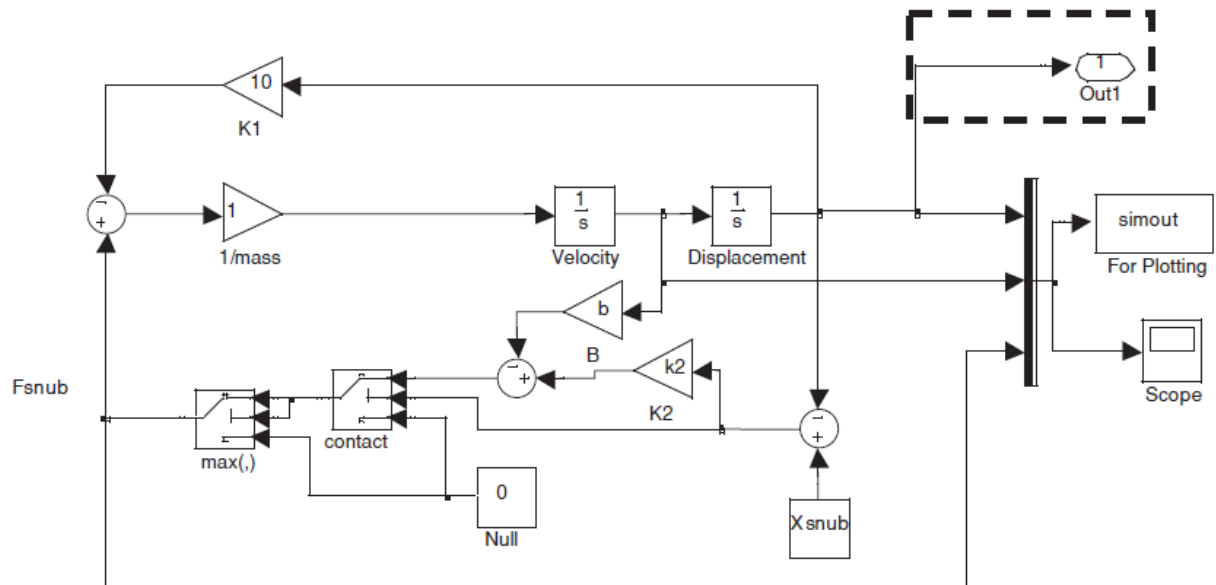 1
Out1
10
K1
1
1/mass
1
s
Velocity
1
s
Displacement
simout
For Plotting
b
B
k2
K2
Scope
Fsnub
max(,)
contact
0
Null
Xsnub